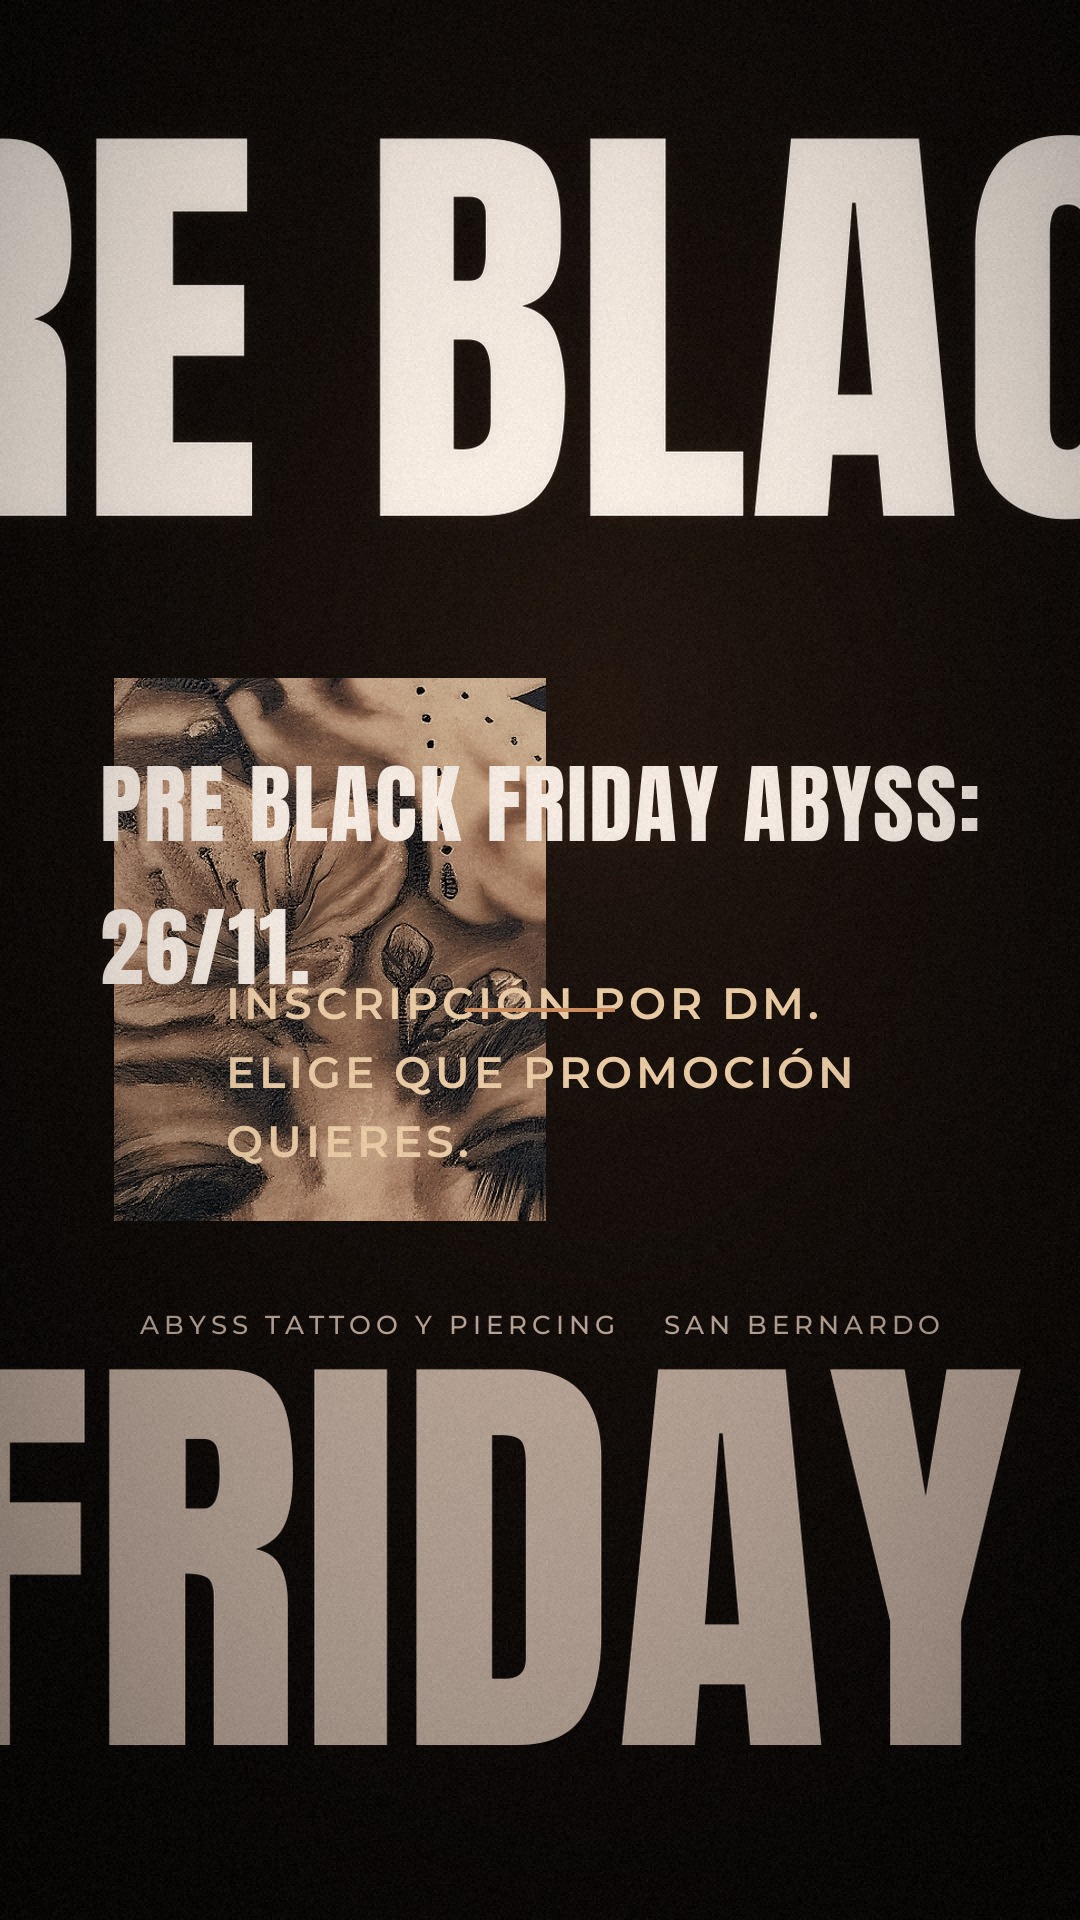 RE BLAC
PRE BLACK FRIDAY ABYSS:
26/11.
INSCRIPCIÓN POR DM.
ELIGE QUE PROMOCIÓN
QUIERES.
ABYSS TATTOO Y PIERCING SAN BERNARDO
FRIDAY